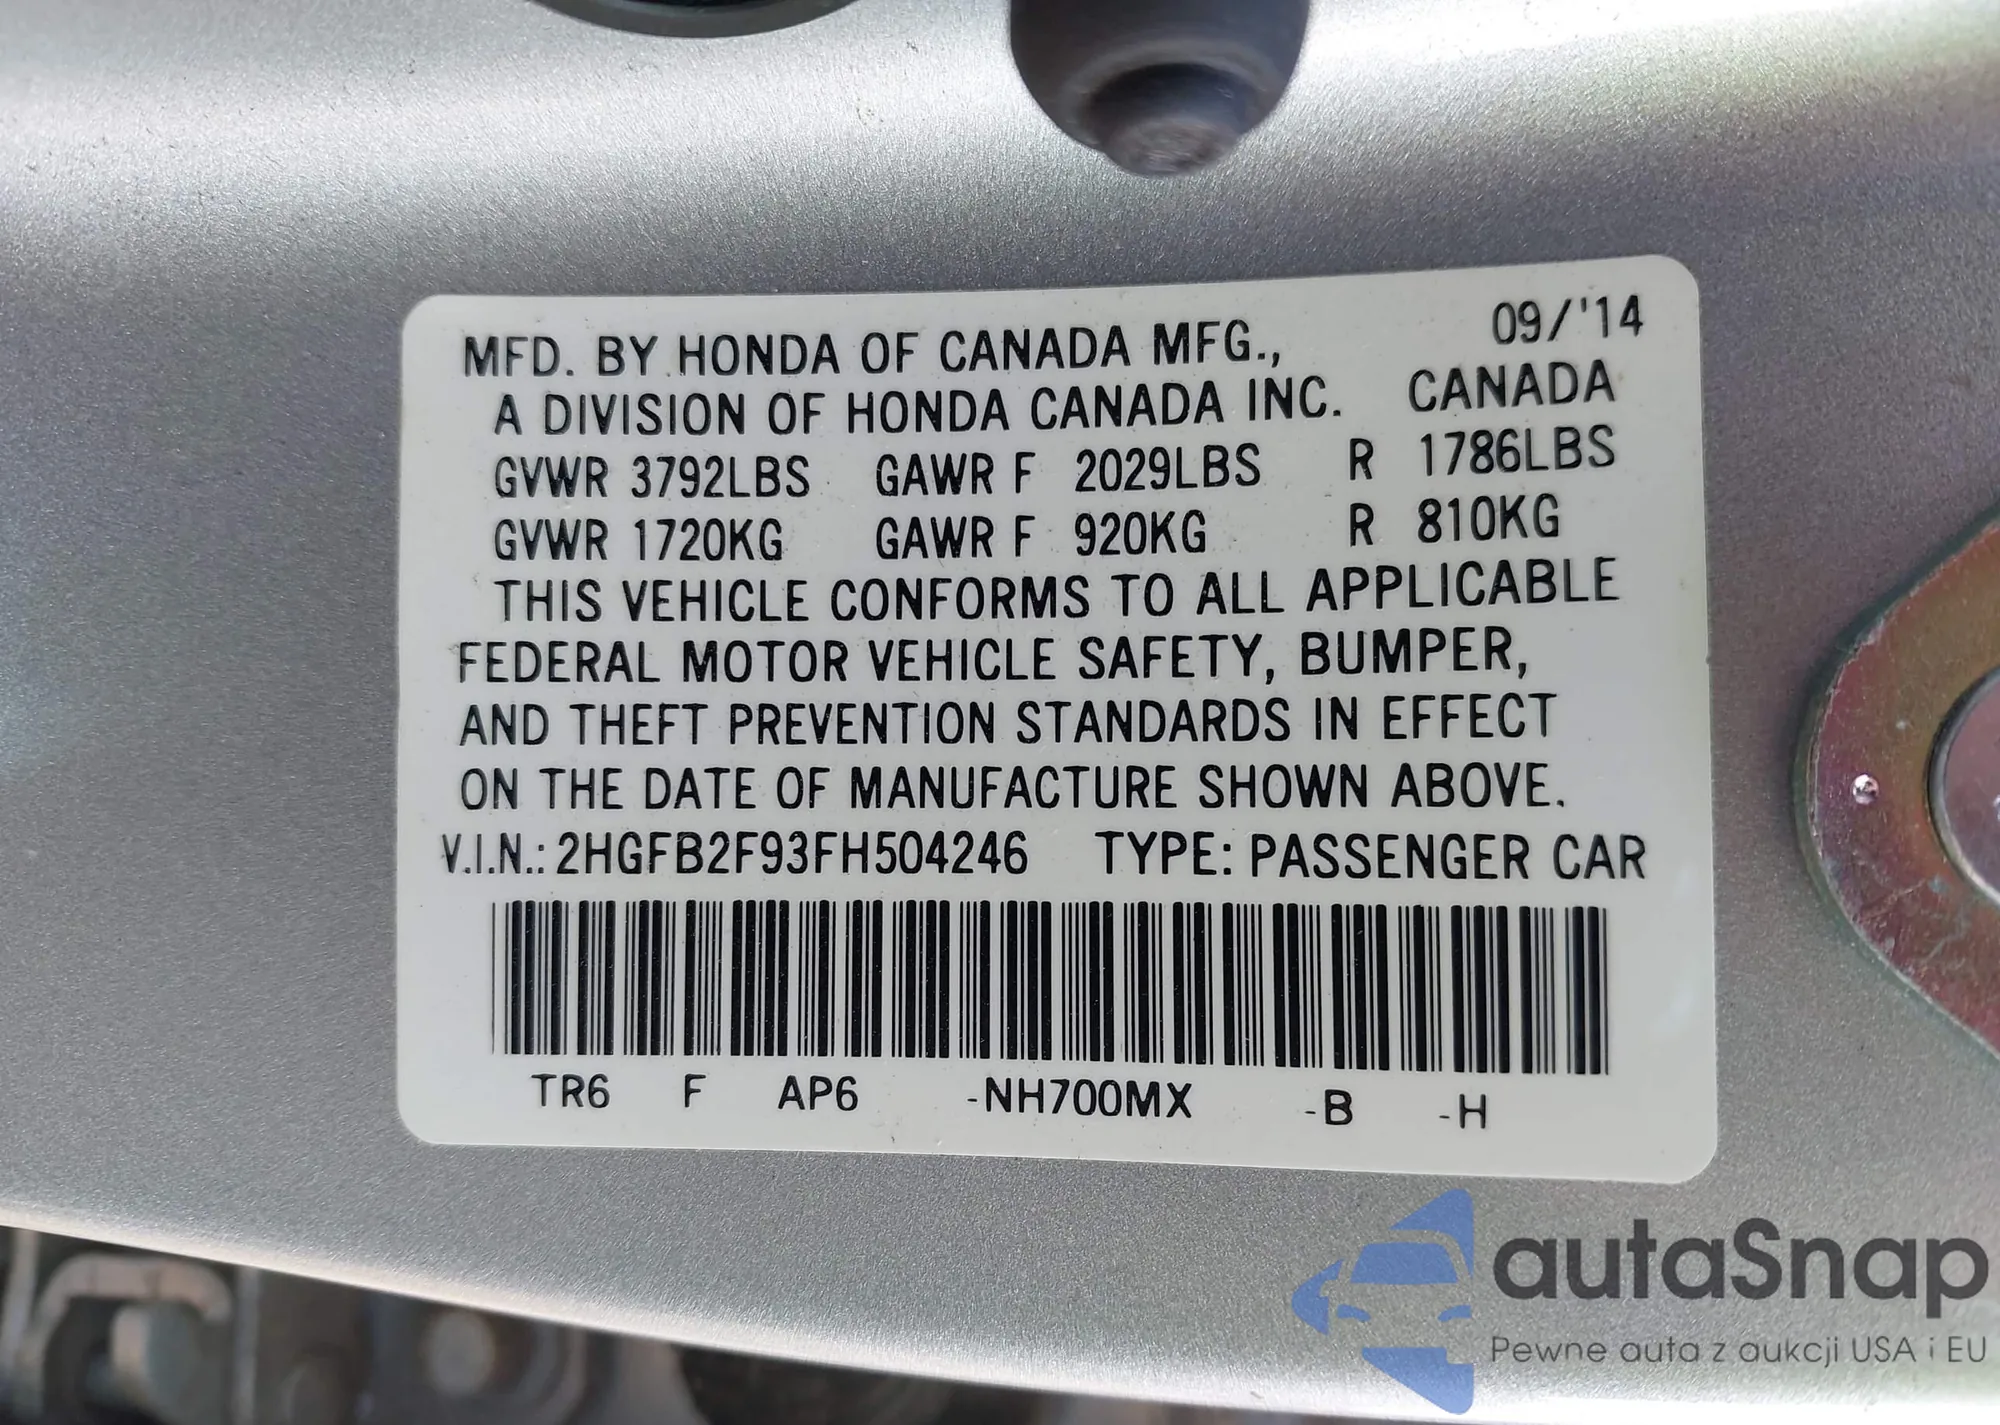 MFD. BY HONDA OF CANADA MFG., 09/'14
A DIVISION OF HONDA CANADA INC. CANADA
GVWR 3792LBS GAWR F 2029LBS R 1786LBS
GVWR 1720KG GAWR F 920KG R 810KG
THIS VEHICLE CONFORMS TO ALL APPLICABLE
FEDERAL MOTOR VEHICLE SAFETY, BUMPER,
AND THEFT PREVENTION STANDARDS IN EFFECT
ON THE DATE OF MANUFACTURE SHOWN ABOVE.
V.I.N.: 2HGFB2F93FH504246 TYPE: PASSENGER CAR
TR6 F AP6 -NH700MX -B -H
autaSnap
Pewne auta z aukcji USA i EU